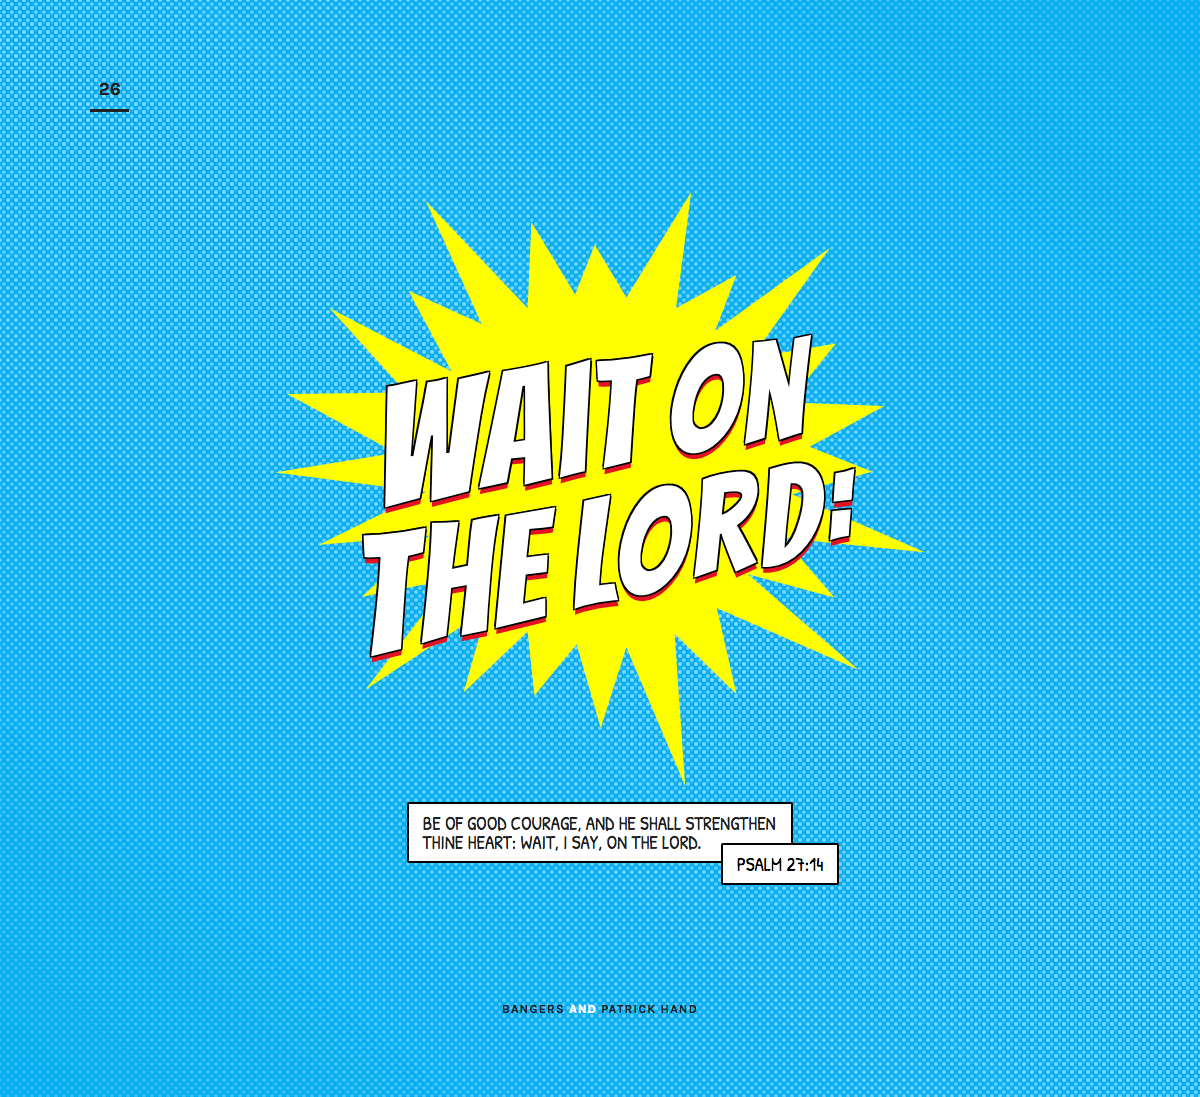 26
WAIT ON
THE LORD:
BE OF GOOD COURAGE, AND HE SHALL STRENGTHEN
THINE HEART: WAIT, I SAY, ON THE LORD.
PSALM 27:14
BANGERS AND PATRICK HAND